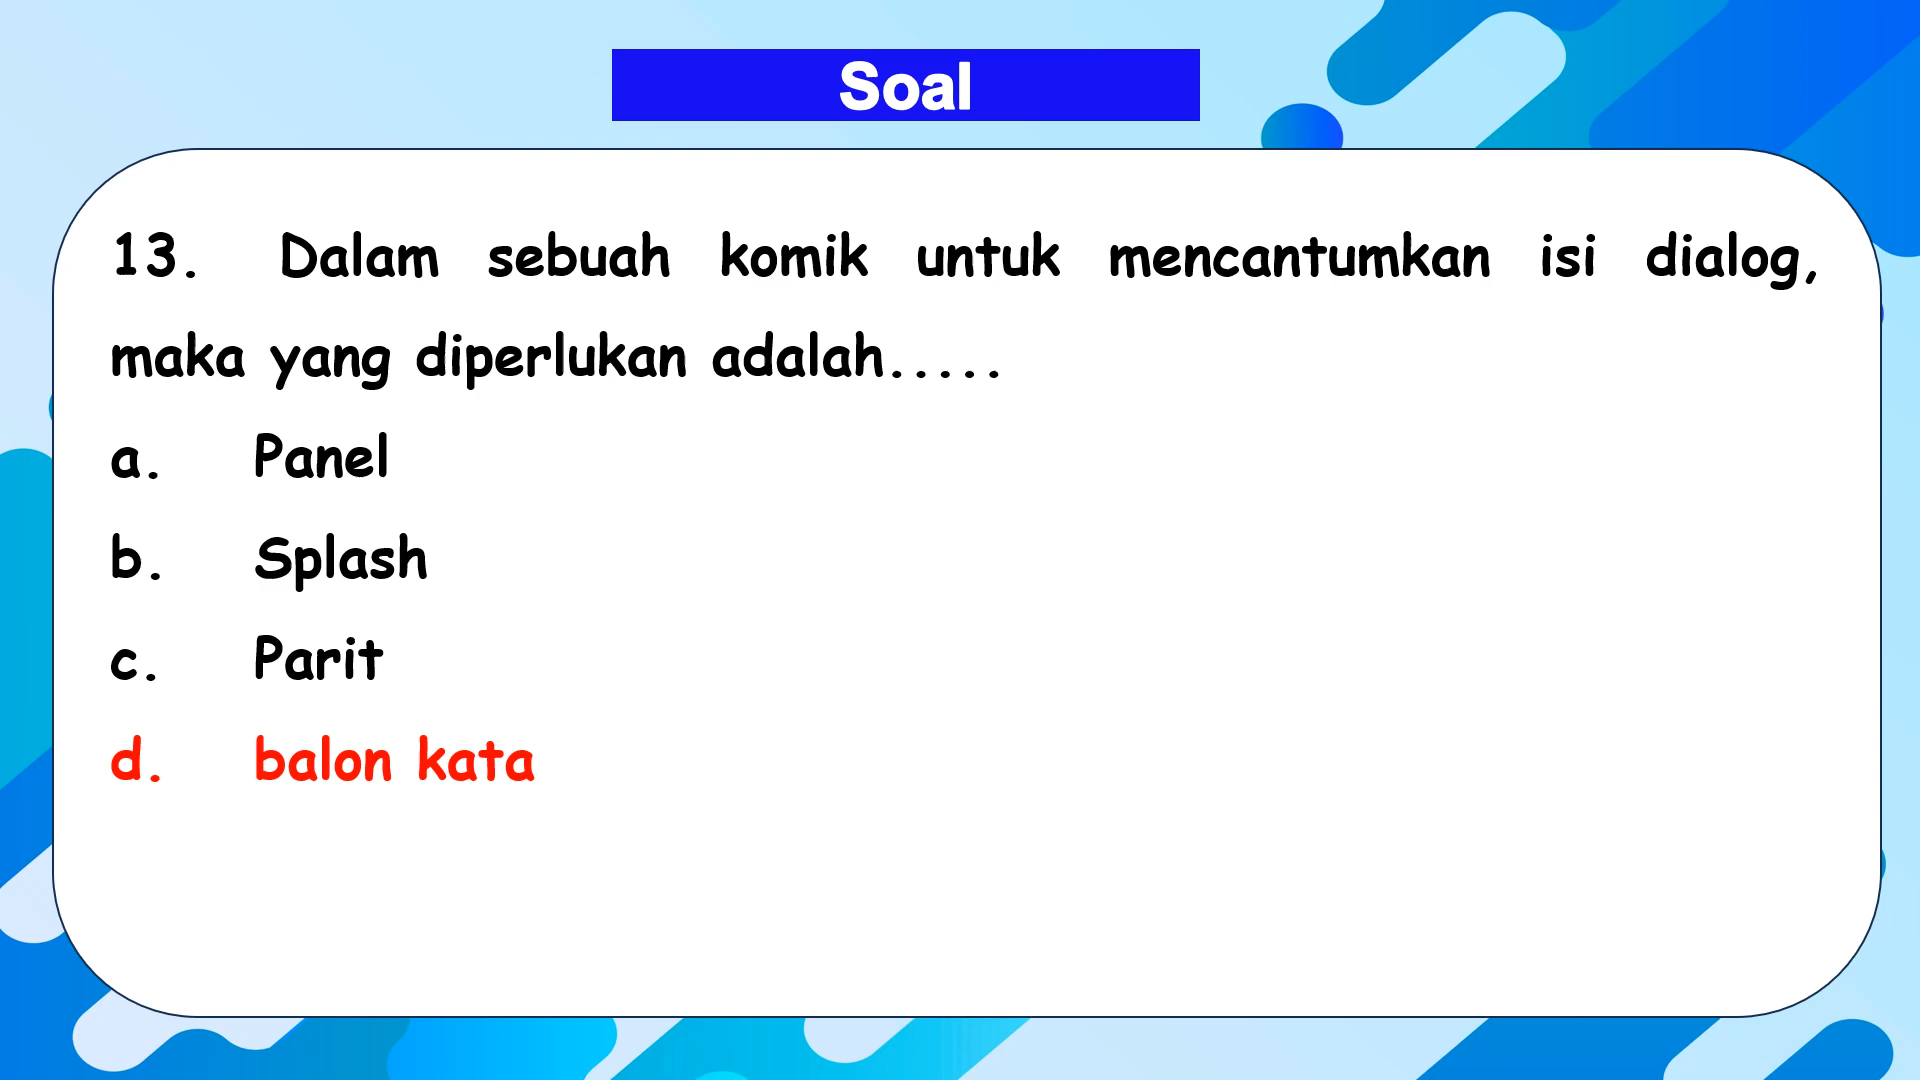 Soal
13. Dalam sebuah komik untuk mencantumkan isi dialog,
maka yang diperlukan adalah.....
a. Panel
b. Splash
c. Parit
d. balon kata